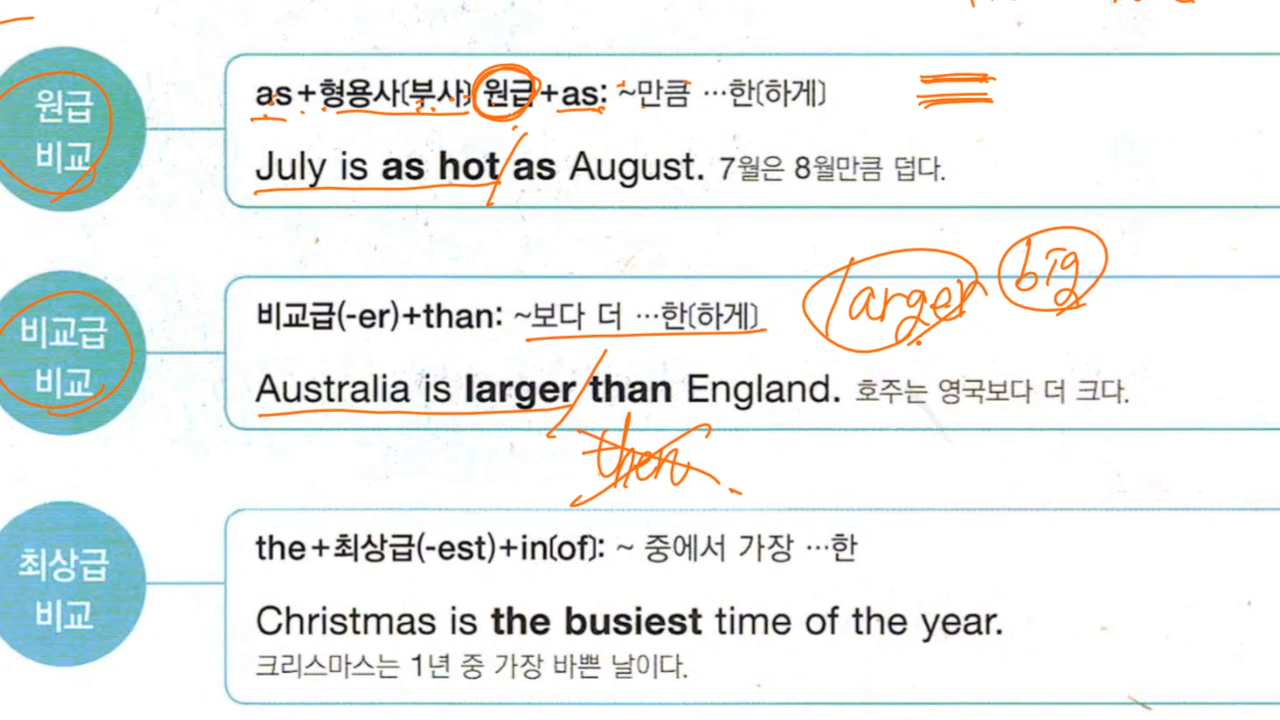 원급
비교
as+형용사(부사) 원급+as: ~만큼 …한(하게)
July is as hot as August. 7월은 8월만큼 덥다.
larger big
비교급
비교
비교급(-er)+than: ~보다 더 …한(하게)
Australia is larger than England. 호주는 영국보다 더 크다.
then
최상급
비교
the+최상급(-est)+in(of): ~ 중에서 가장 …한
Christmas is the busiest time of the year.
크리스마스는 1년 중 가장 바쁜 날이다.